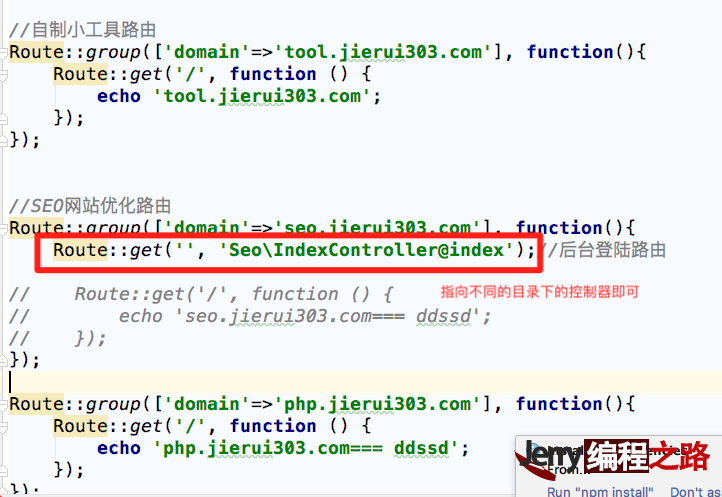 //自制小工具路由
Route::group(['domain'=>'tool.jierui303.com'], function(){
Route::get('/', function () {
echo 'tool.jierui303.com';
});
});
//SEO网站优化路由
Route::group(['domain'=>'seo.jierui303.com'], function(){
Route::get('', 'Seo\IndexController@index');//后台登陆路由
// Route::get('/', function () {
指向不同的目录下的控制器即可
// echo 'seo.jierui303.com=== ddssd';
// });
});
Route::group(['domain'=>'php.jierui303.com'], function(){
Route::get('/', function () {
echo 'php.jierui303.com=== ddssd';
});
});
Jerry编程之路
From
Run "npm install" Don't as